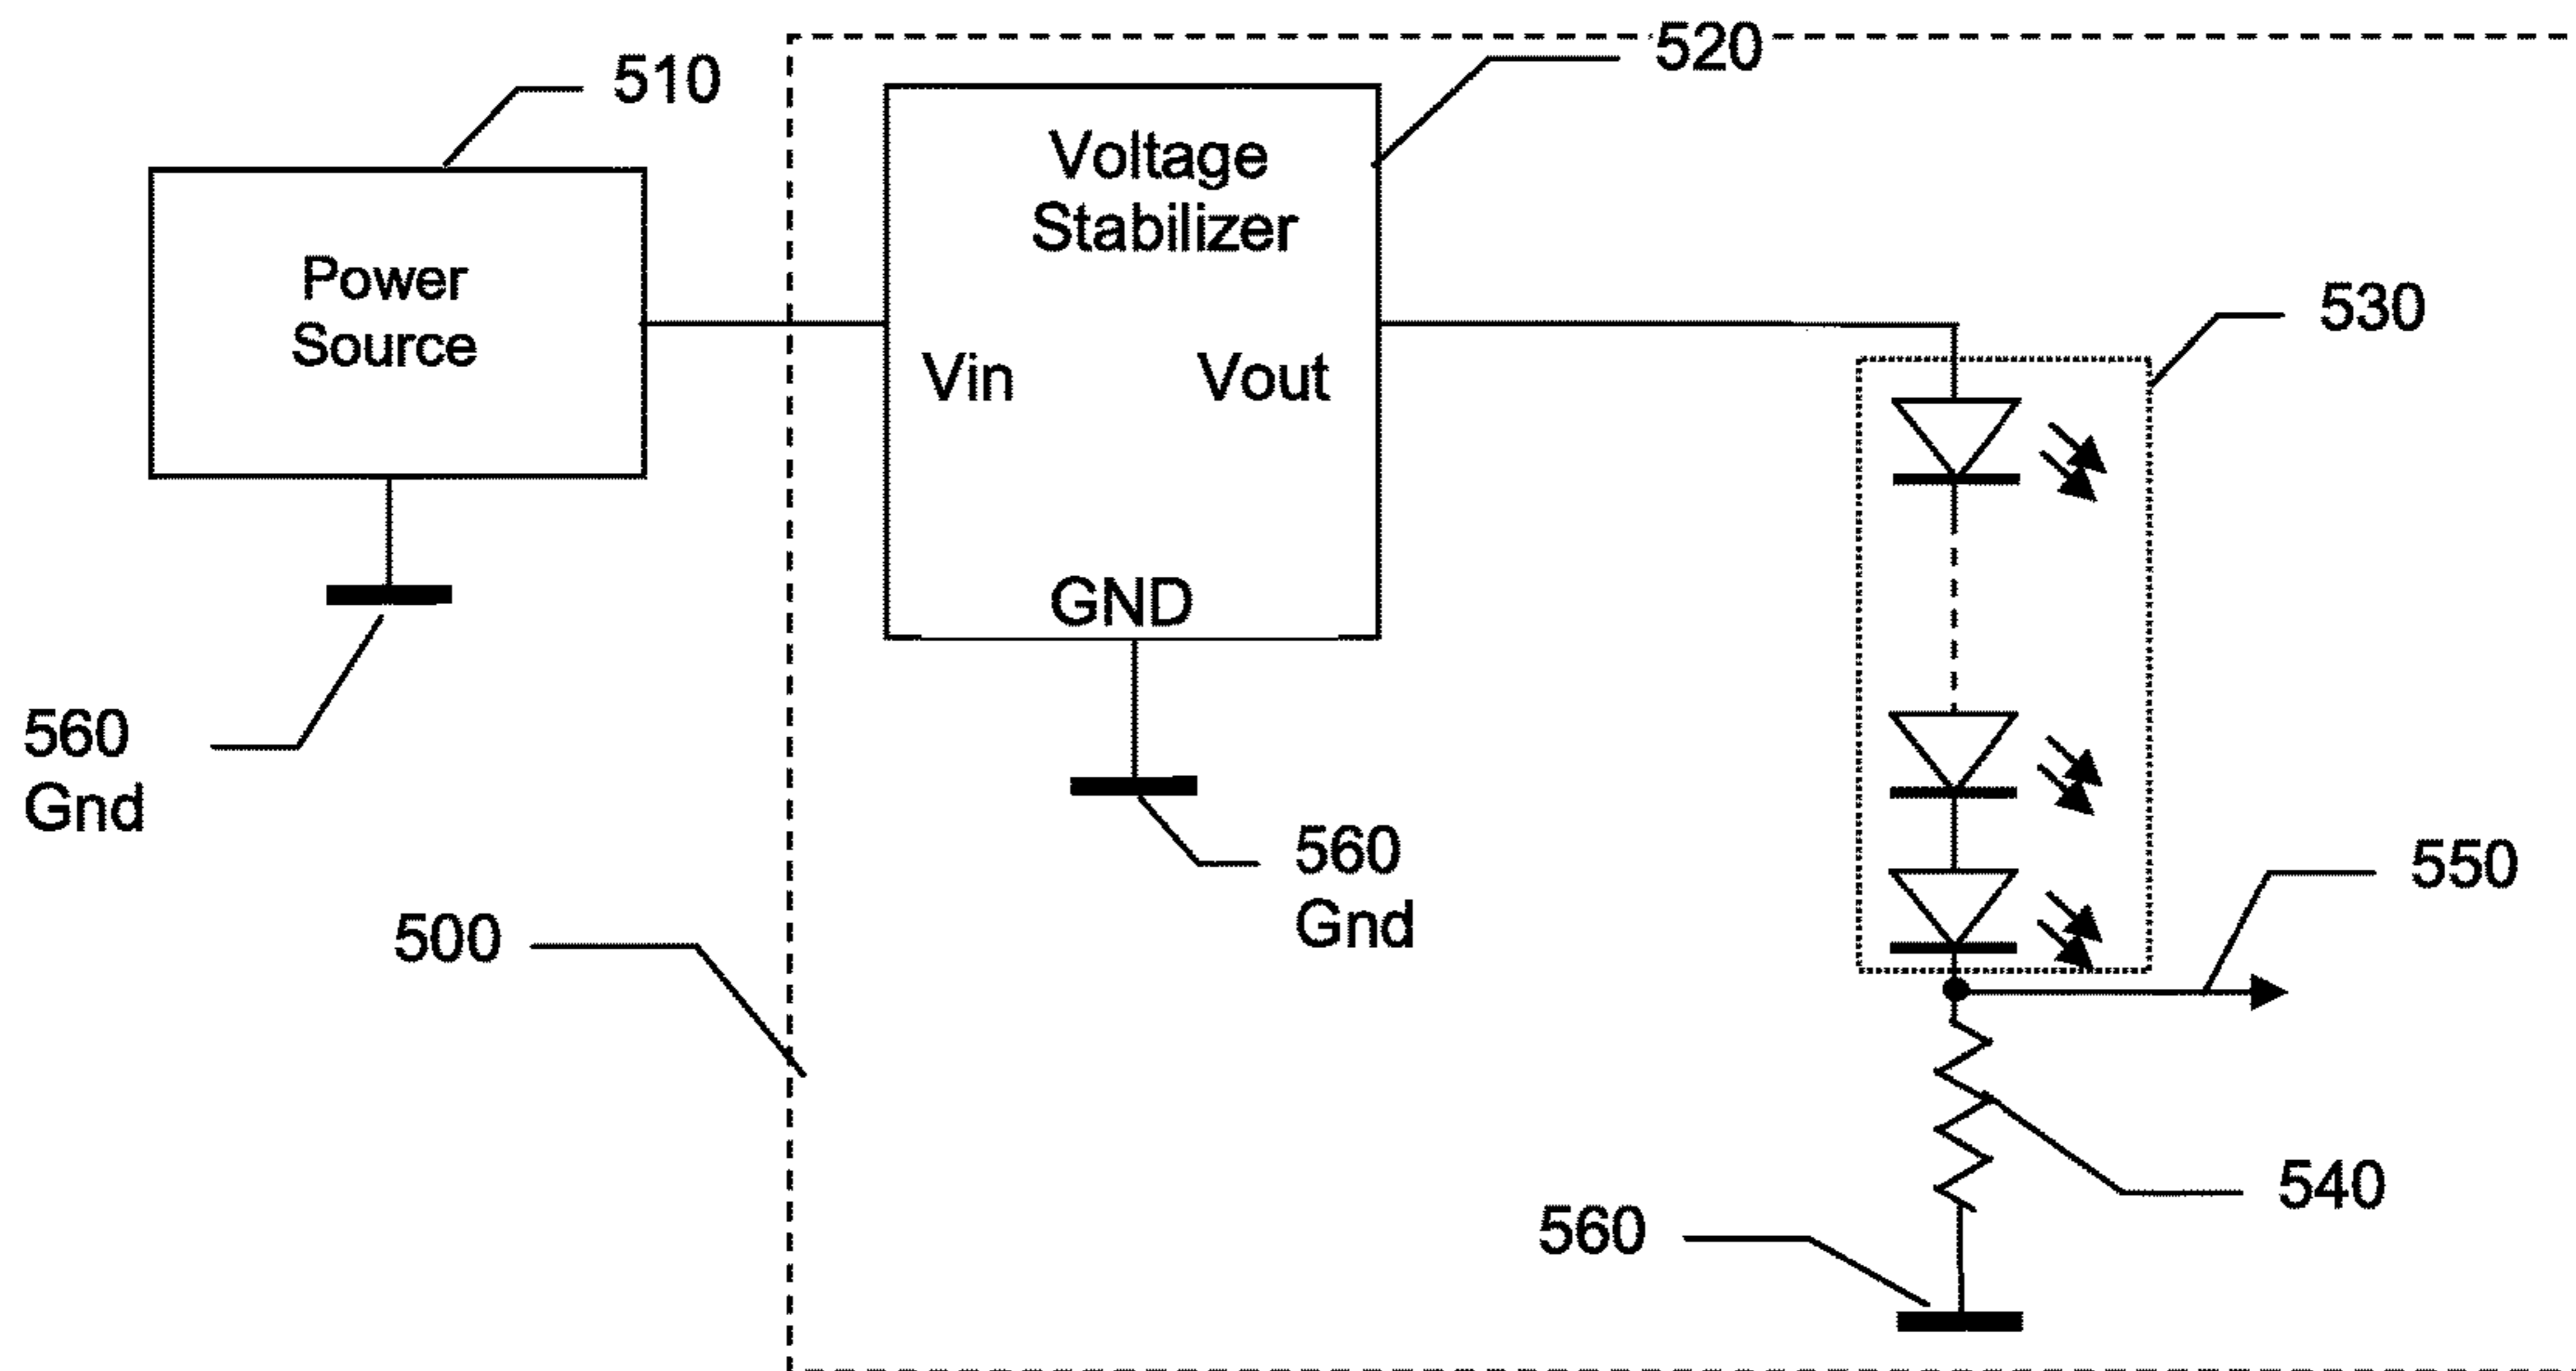 510
520
Power
Source
Voltage
Stabilizer
Vin
Vout
GND
530
560
Gnd
560
Gnd
550
500
540
560